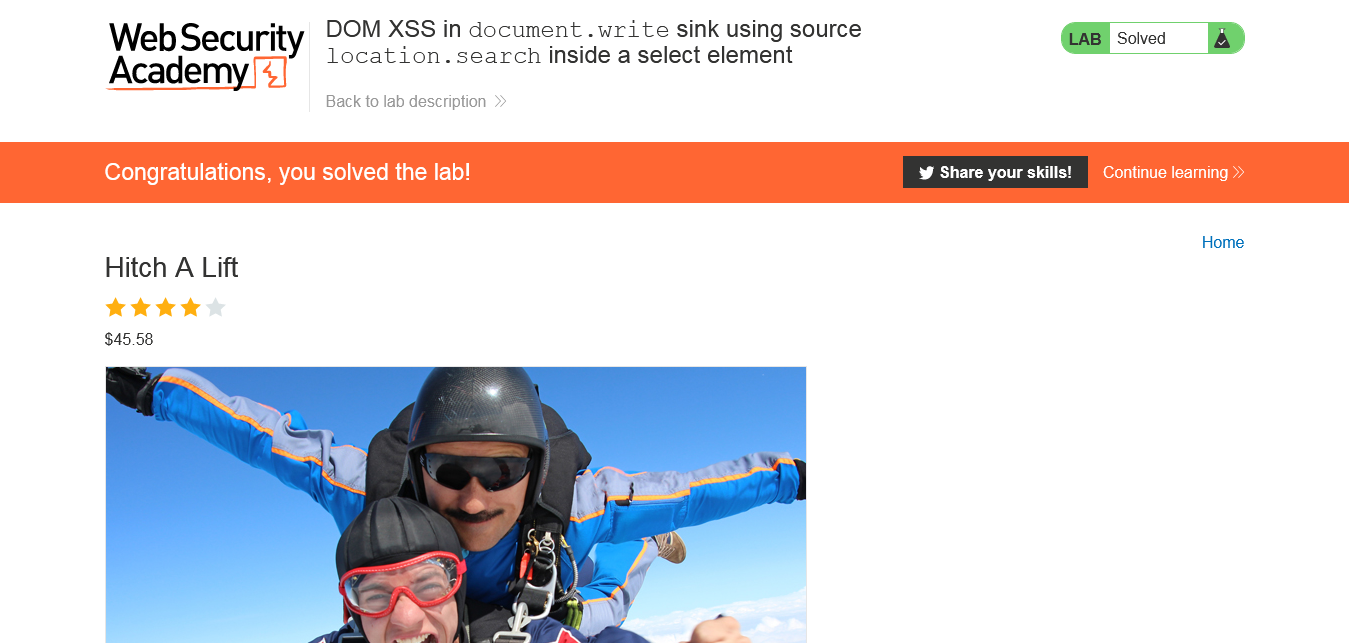 Web Security
Academy
DOM XSS in document.write sink using source
location.search inside a select element
Back to lab description
LAB Solved
Congratulations, you solved the lab!
Share your skills!
Continue learning
Home
Hitch A Lift
$45.58